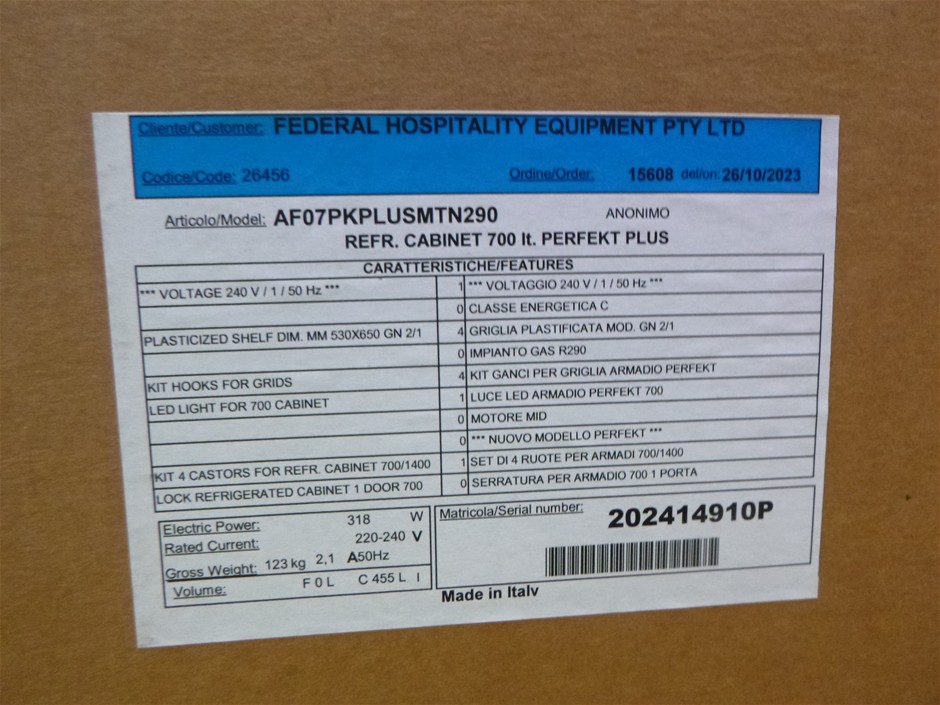 Cliente/Customer: FEDERAL HOSPITALITY EQUIPMENT PTY LTD
Codice/Code: 26456 Ordine/Order: 15608 del/on: 26/10/2023
Articolo/Model: AF07PKPLUSMTN290 ANONIMO
REFR. CABINET 700 lt. PERFEKT PLUS
CARATTERISTICHE/FEATURES
*** VOLTAGE 240 V / 1 / 50 Hz *** 1 *** VOLTAGGIO 240 V / 1 / 50 Hz ***
0 CLASSE ENERGETICA C
PLASTICIZED SHELF DIM. MM 530X650 GN 2/1 4 GRIGLIA PLASTIFICATA MOD. GN 2/1
0 IMPIANTO GAS R290
KIT HOOKS FOR GRIDS 4 KIT GANCI PER GRIGLIA ARMADIO PERFEKT
LED LIGHT FOR 700 CABINET 1 LUCE LED ARMADIO PERFEKT 700
0 MOTORE MID
0 *** NUOVO MODELLO PERFEKT ***
KIT 4 CASTORS FOR REFR. CABINET 700/1400 1 SET DI 4 RUOTE PER ARMADI 700/1400
LOCK REFRIGERATED CABINET 1 DOOR 700 0 SERRATURA PER ARMADIO 700 1 PORTA
Electric Power: 318 W
Rated Current: 220-240 V
Gross Weight: 123 kg 2,1 A50Hz
Volume: F 0 L C 455 L I
Matricola/Serial number: 202414910P
Made in Italy